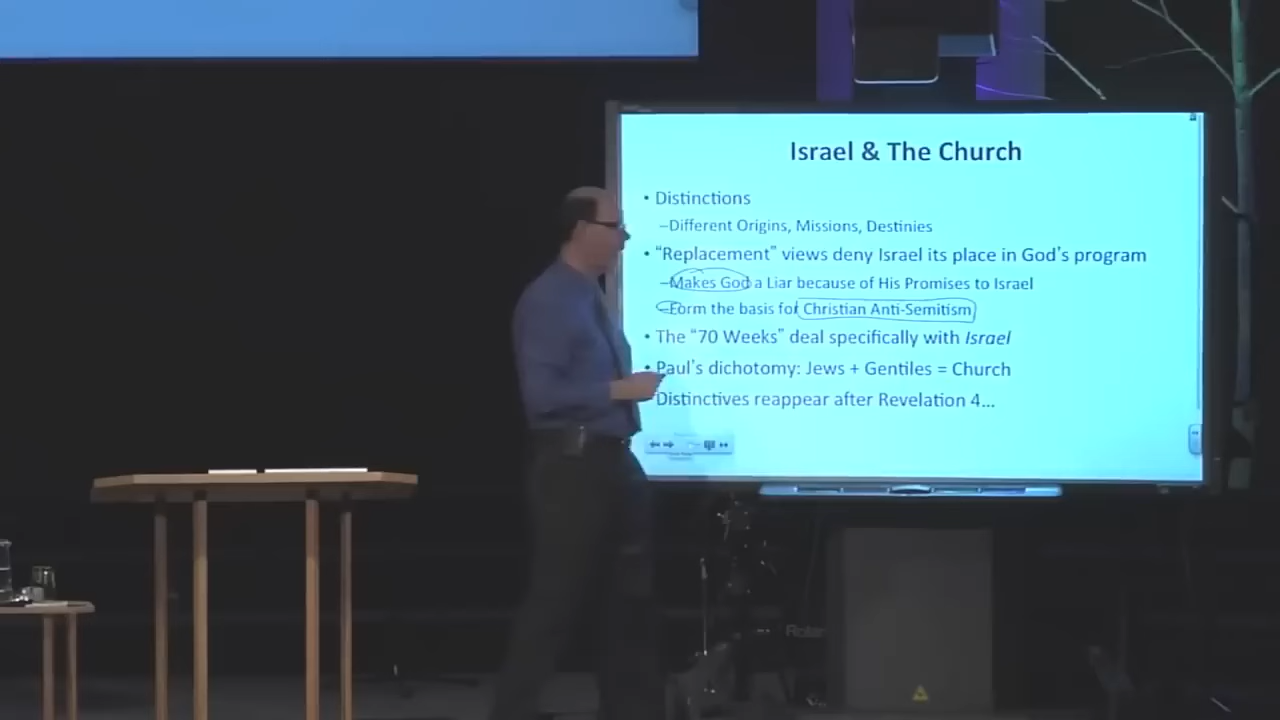 Israel & The Church
• Distinctions
–Different Origins, Missions, Destinies
• “Replacement” views deny Israel its place in God’s program
–Makes God a Liar because of His Promises to Israel
–Form the basis for Christian Anti-Semitism
• The “70 Weeks” deal specifically with Israel
• Paul’s dichotomy: Jews + Gentiles = Church
Distinctives reappear after Revelation 4…
Roland